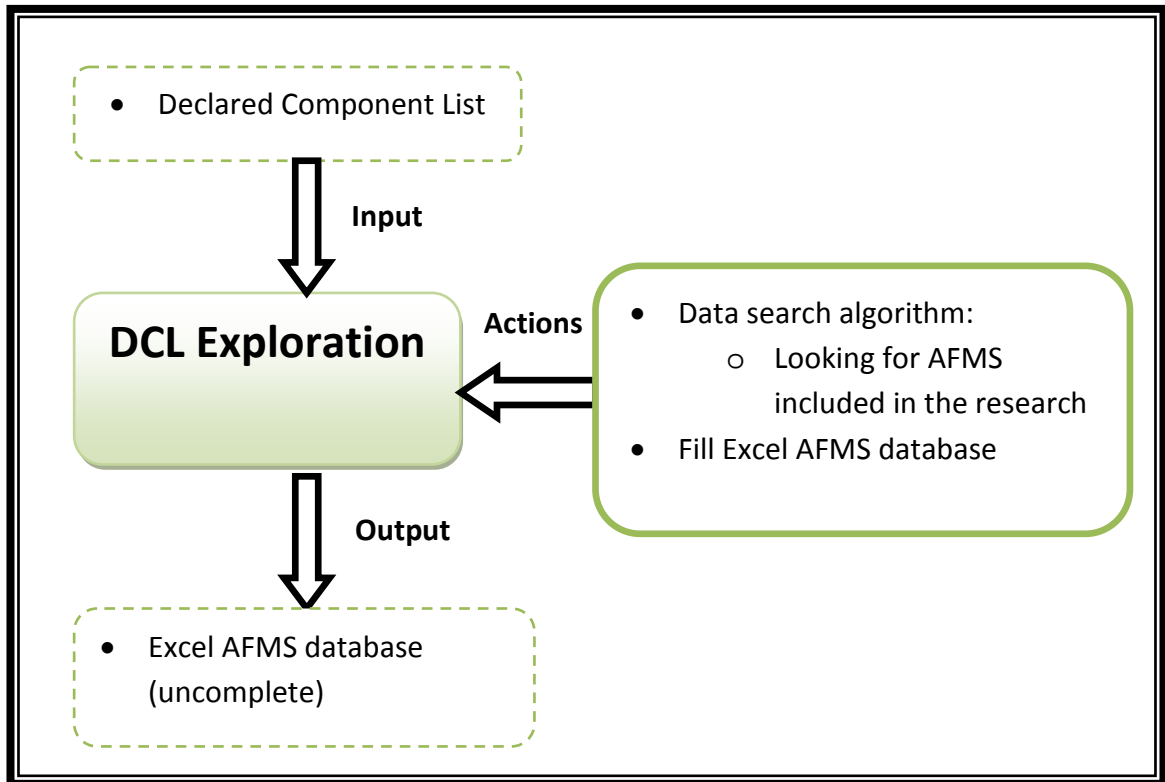 • Declared Component List
Input
DCL Exploration
Actions
• Data search algorithm:
o Looking for AFMS
included in the research
• Fill Excel AFMS database
Output
• Excel AFMS database
(uncomplete)